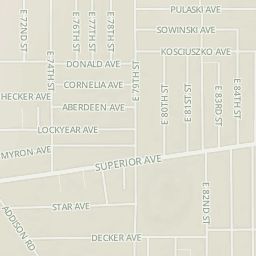 PULASKI AVE
SOWINSKI AVE
KOSCIUSZKO AVE
E 72ND ST
E 74TH ST
E 76TH ST
E 77TH ST
E 78TH ST
E 79TH ST
DONALD AVE
CORNELIA AVE
HECKER AVE
ABERDEEN AVE
E 80TH ST
E 81ST ST
E 83RD ST
E 84TH ST
LOCKYEAR AVE
MYRON AVE
SUPERIOR AVE
E 82ND ST
STAR AVE
ADDISON RD
DECKER AVE